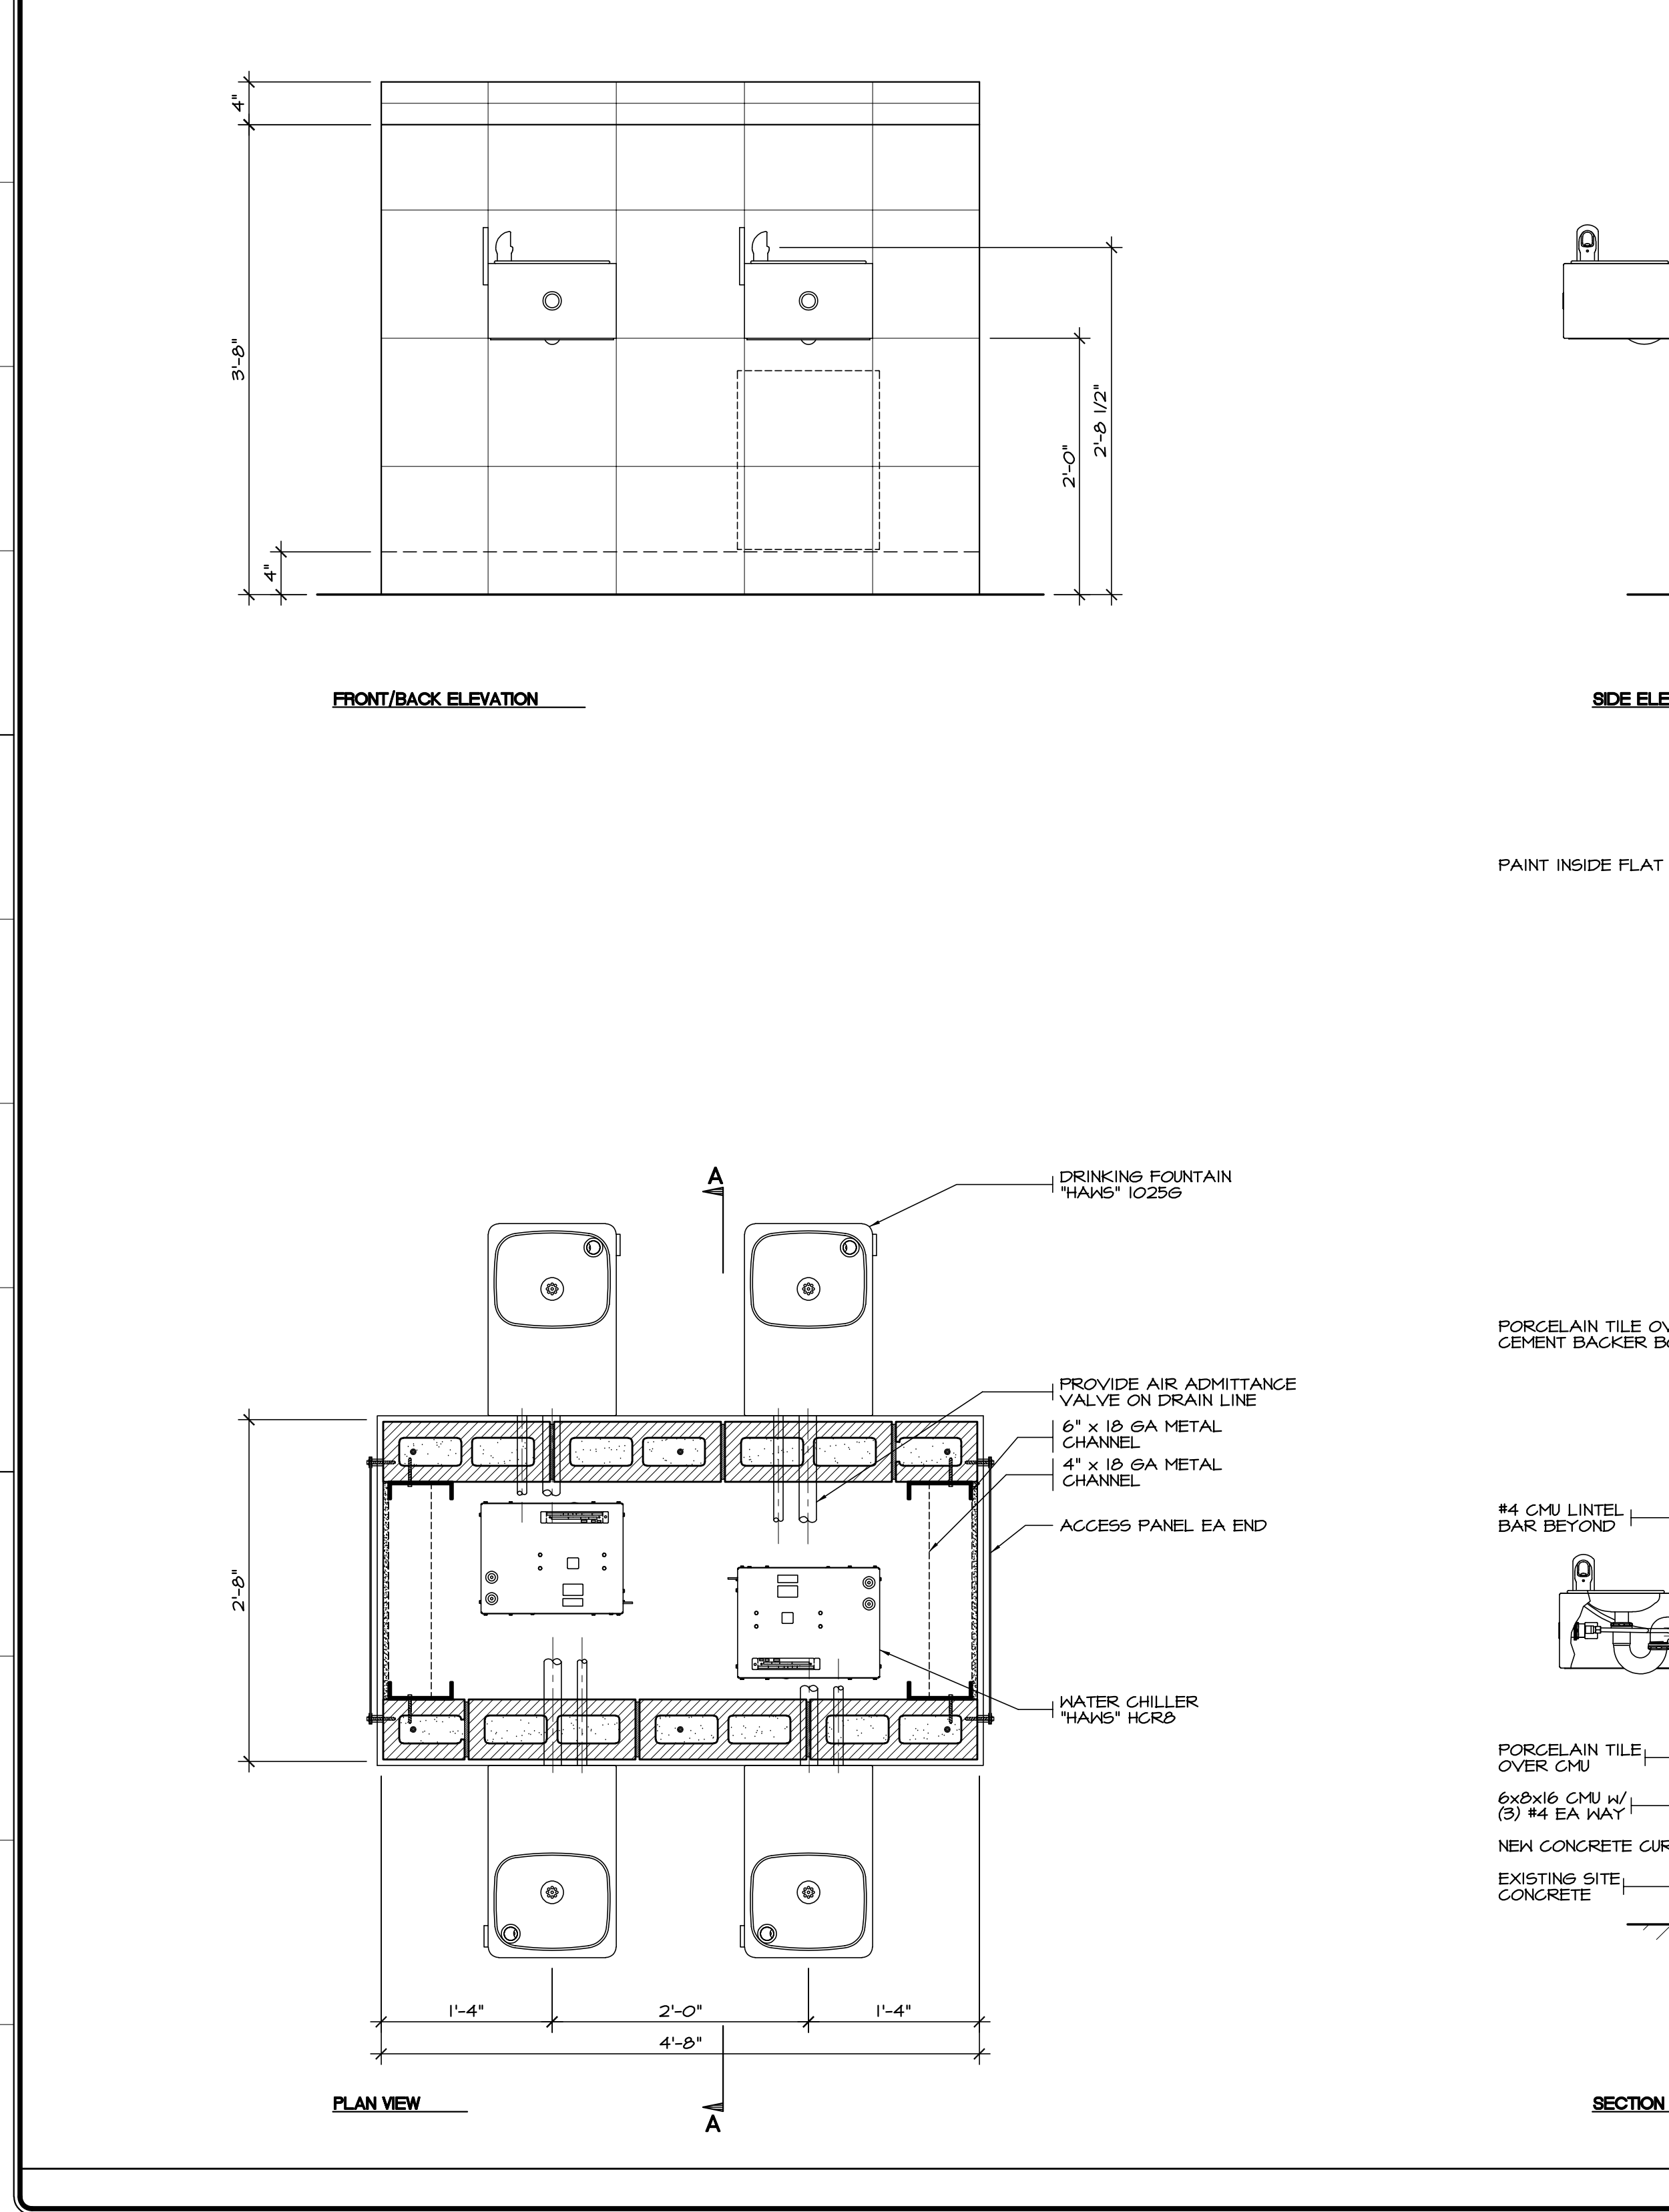 4"
3'-8"
4"
2'-0"
2'-8 1/2"
FRONT/BACK ELEVATION
SIDE ELE
PAINT INSIDE FLAT
A
DRINKING FOUNTAIN
"HAWS" 1025G
PORCELAIN TILE OV
CEMENT BACKER BO
PROVIDE AIR ADMITTANCE
VALVE ON DRAIN LINE
6" x 18 GA METAL
CHANNEL
4" x 18 GA METAL
CHANNEL
ACCESS PANEL EA END
#4 CMU LINTEL
BAR BEYOND
2'-8"
WATER CHILLER
"HAWS" HCR8
PORCELAIN TILE
OVER CMU
6x8x16 CMU w/
(3) #4 EA WAY
NEW CONCRETE CUR
EXISTING SITE
CONCRETE
1'-4"
2'-0"
1'-4"
4'-8"
PLAN VIEW
A
SECTION